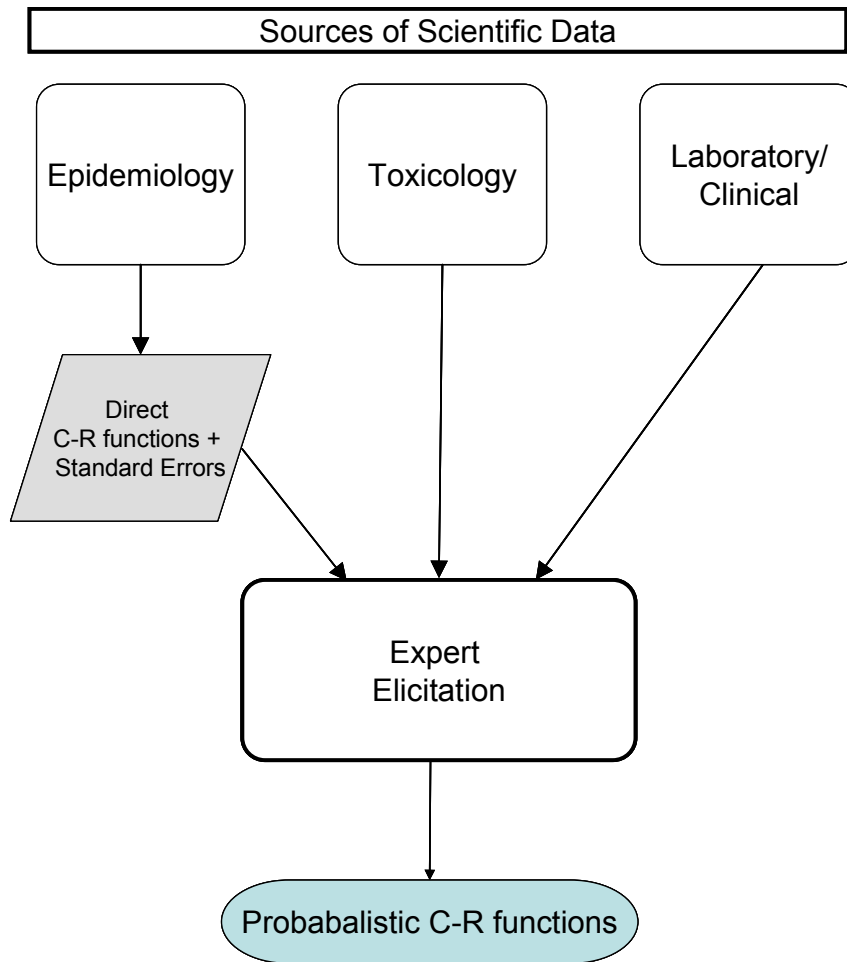 Sources of Scientific Data
Epidemiology
Toxicology
Laboratory/
Clinical
Direct
C-R functions +
Standard Errors
Expert
Elicitation
Probabalistic C-R functions